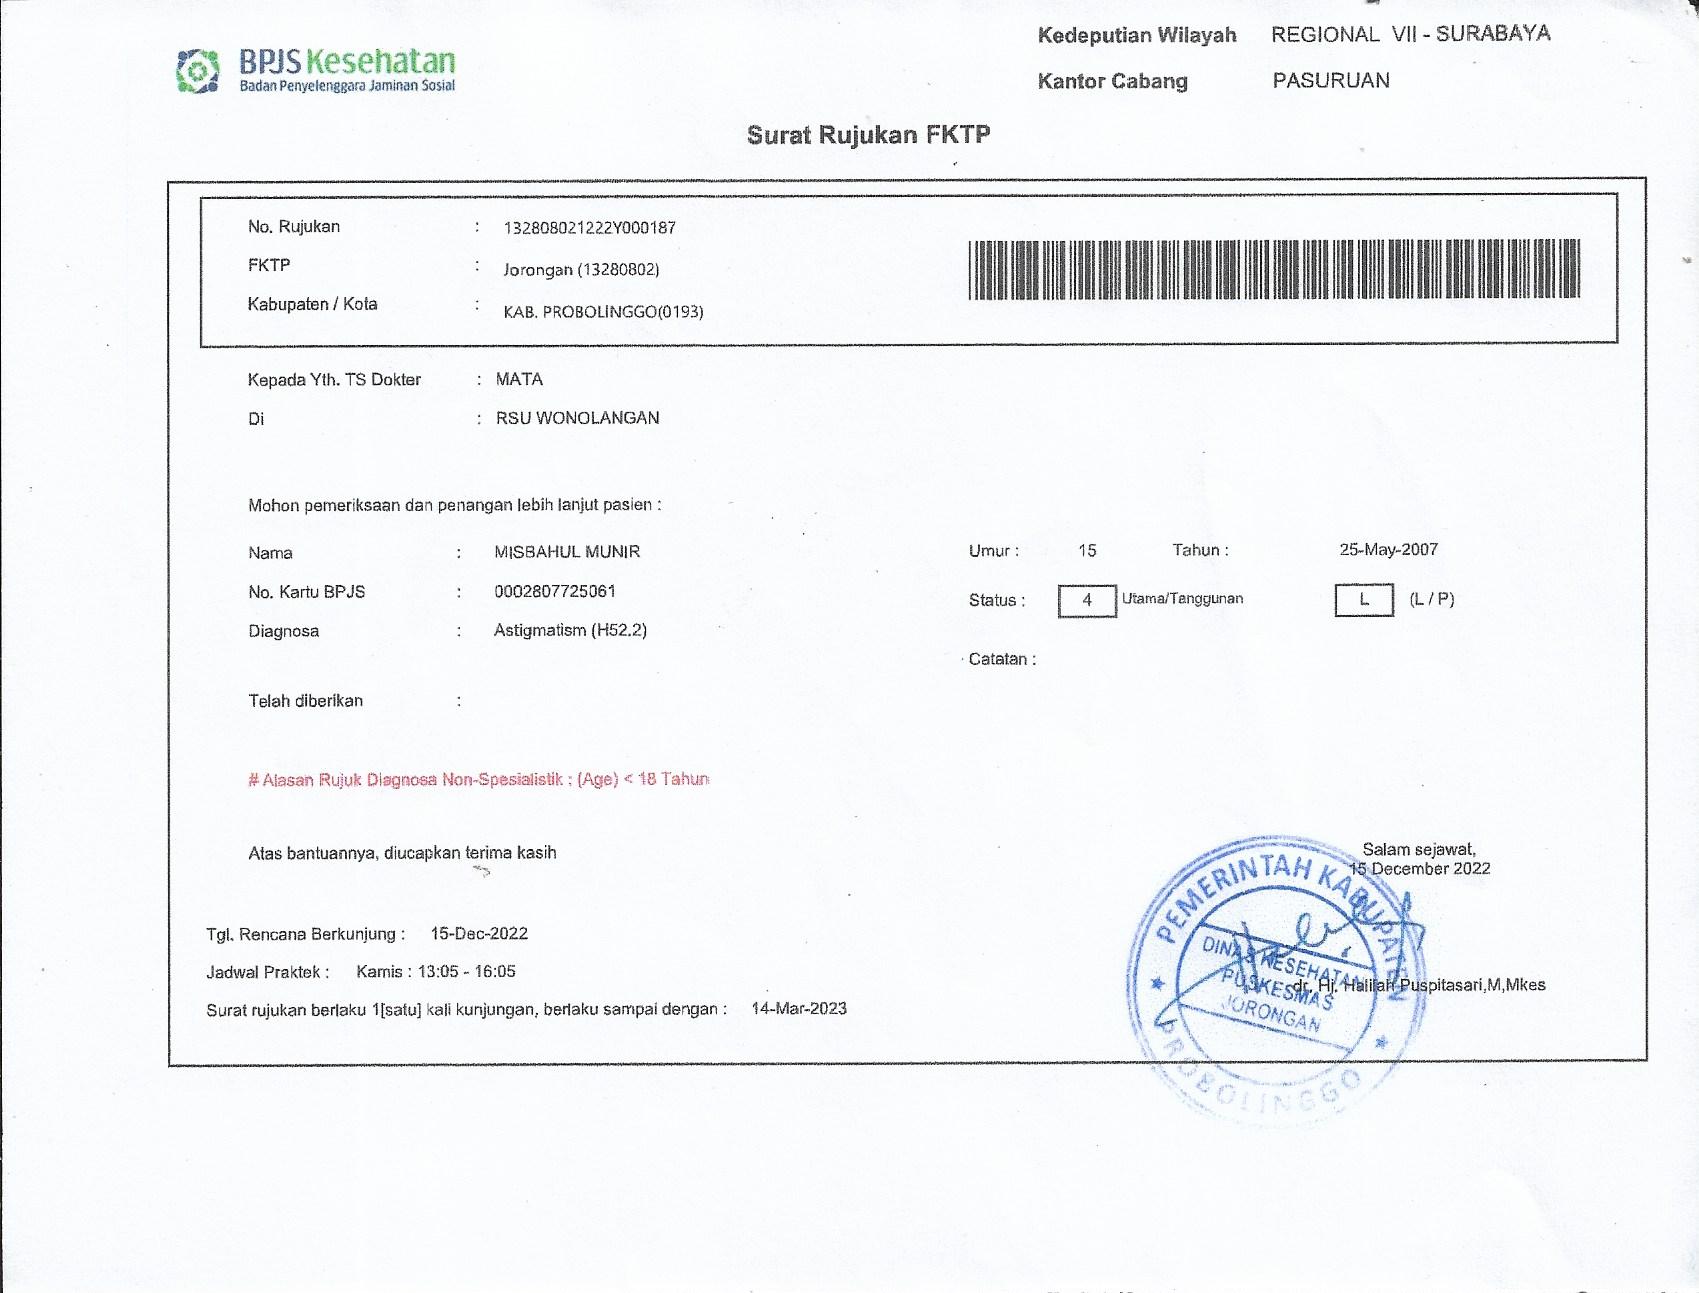 BPJS Kesehatan
Badan Penyelenggara Jaminan Sosial
Kedeputian Wilayah REGIONAL VII - SURABAYA
Kantor Cabang PASURUAN
Surat Rujukan FKTP
No. Rujukan : 132808021222Y000187
FKTP : Jorongan (13280802)
Kabupaten / Kota : KAB. PROBOLINGGO(0193)
Kepada Yth. TS Dokter : MATA
Di : RSU WONOLANGAN
Mohon pemeriksaan dan penangan lebih lanjut pasien :
Nama : MISBAHUL MUNIR Umur : 15 Tahun : 25-May-2007
No. Kartu BPJS : 0002807725061 Status : 4 Utama/Tanggunan L (L / P)
Diagnosa : Astigmatism (H52.2)
Catatan :
Telah diberikan :
# Alasan Rujuk Diagnosa Non-Spesialistik : (Age) < 18 Tahun
Atas bantuannya, diucapkan terima kasih
Salam sejawat,
15 December 2022
Tgl. Rencana Berkunjung : 15-Dec-2022
Jadwal Praktek : Kamis : 13:05 - 16:05
dr. Hj. Halilah Puspitasari,M,Mkes
Surat rujukan berlaku 1[satu] kali kunjungan, berlaku sampai dengan : 14-Mar-2023
PEMERINTAH KABUPATEN
DINAS KESEHATAN
PUSKESMAS
JORONGAN
PROBOLINGGO